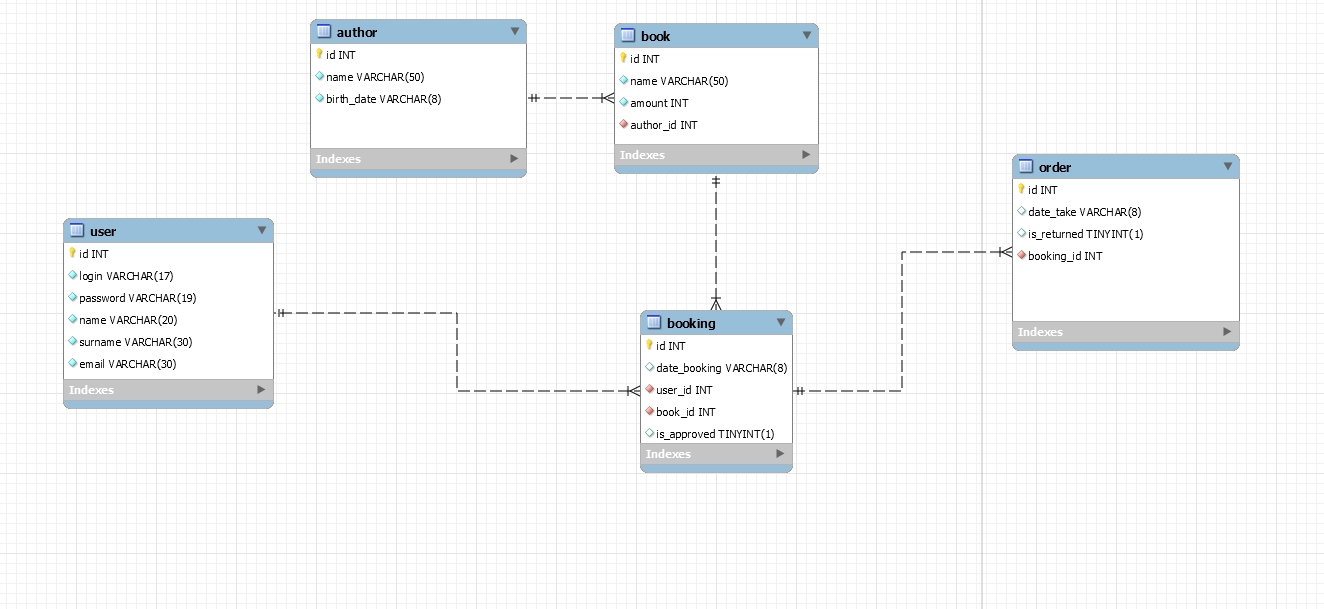 author
id INT
name VARCHAR(50)
birth_date VARCHAR(8)
Indexes
book
id INT
name VARCHAR(50)
amount INT
author_id INT
Indexes
order
id INT
date_take VARCHAR(8)
is_returned TINYINT(1)
booking_id INT
Indexes
user
id INT
login VARCHAR(17)
password VARCHAR(19)
name VARCHAR(20)
surname VARCHAR(30)
email VARCHAR(30)
Indexes
booking
id INT
date_booking VARCHAR(8)
user_id INT
book_id INT
is_approved TINYINT(1)
Indexes